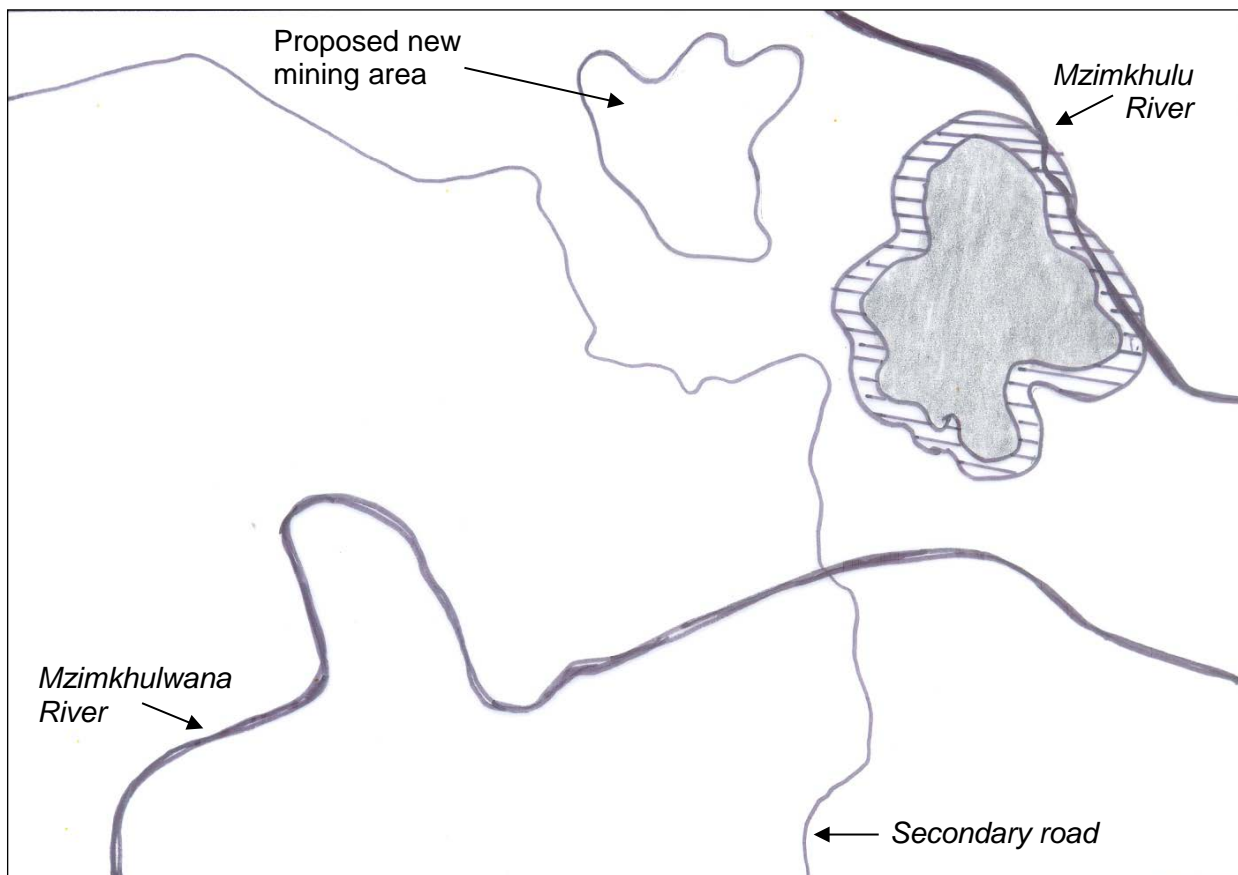 Proposed new
mining area
Mzimkhulu
River
Mzimkhulwana
River
Secondary road